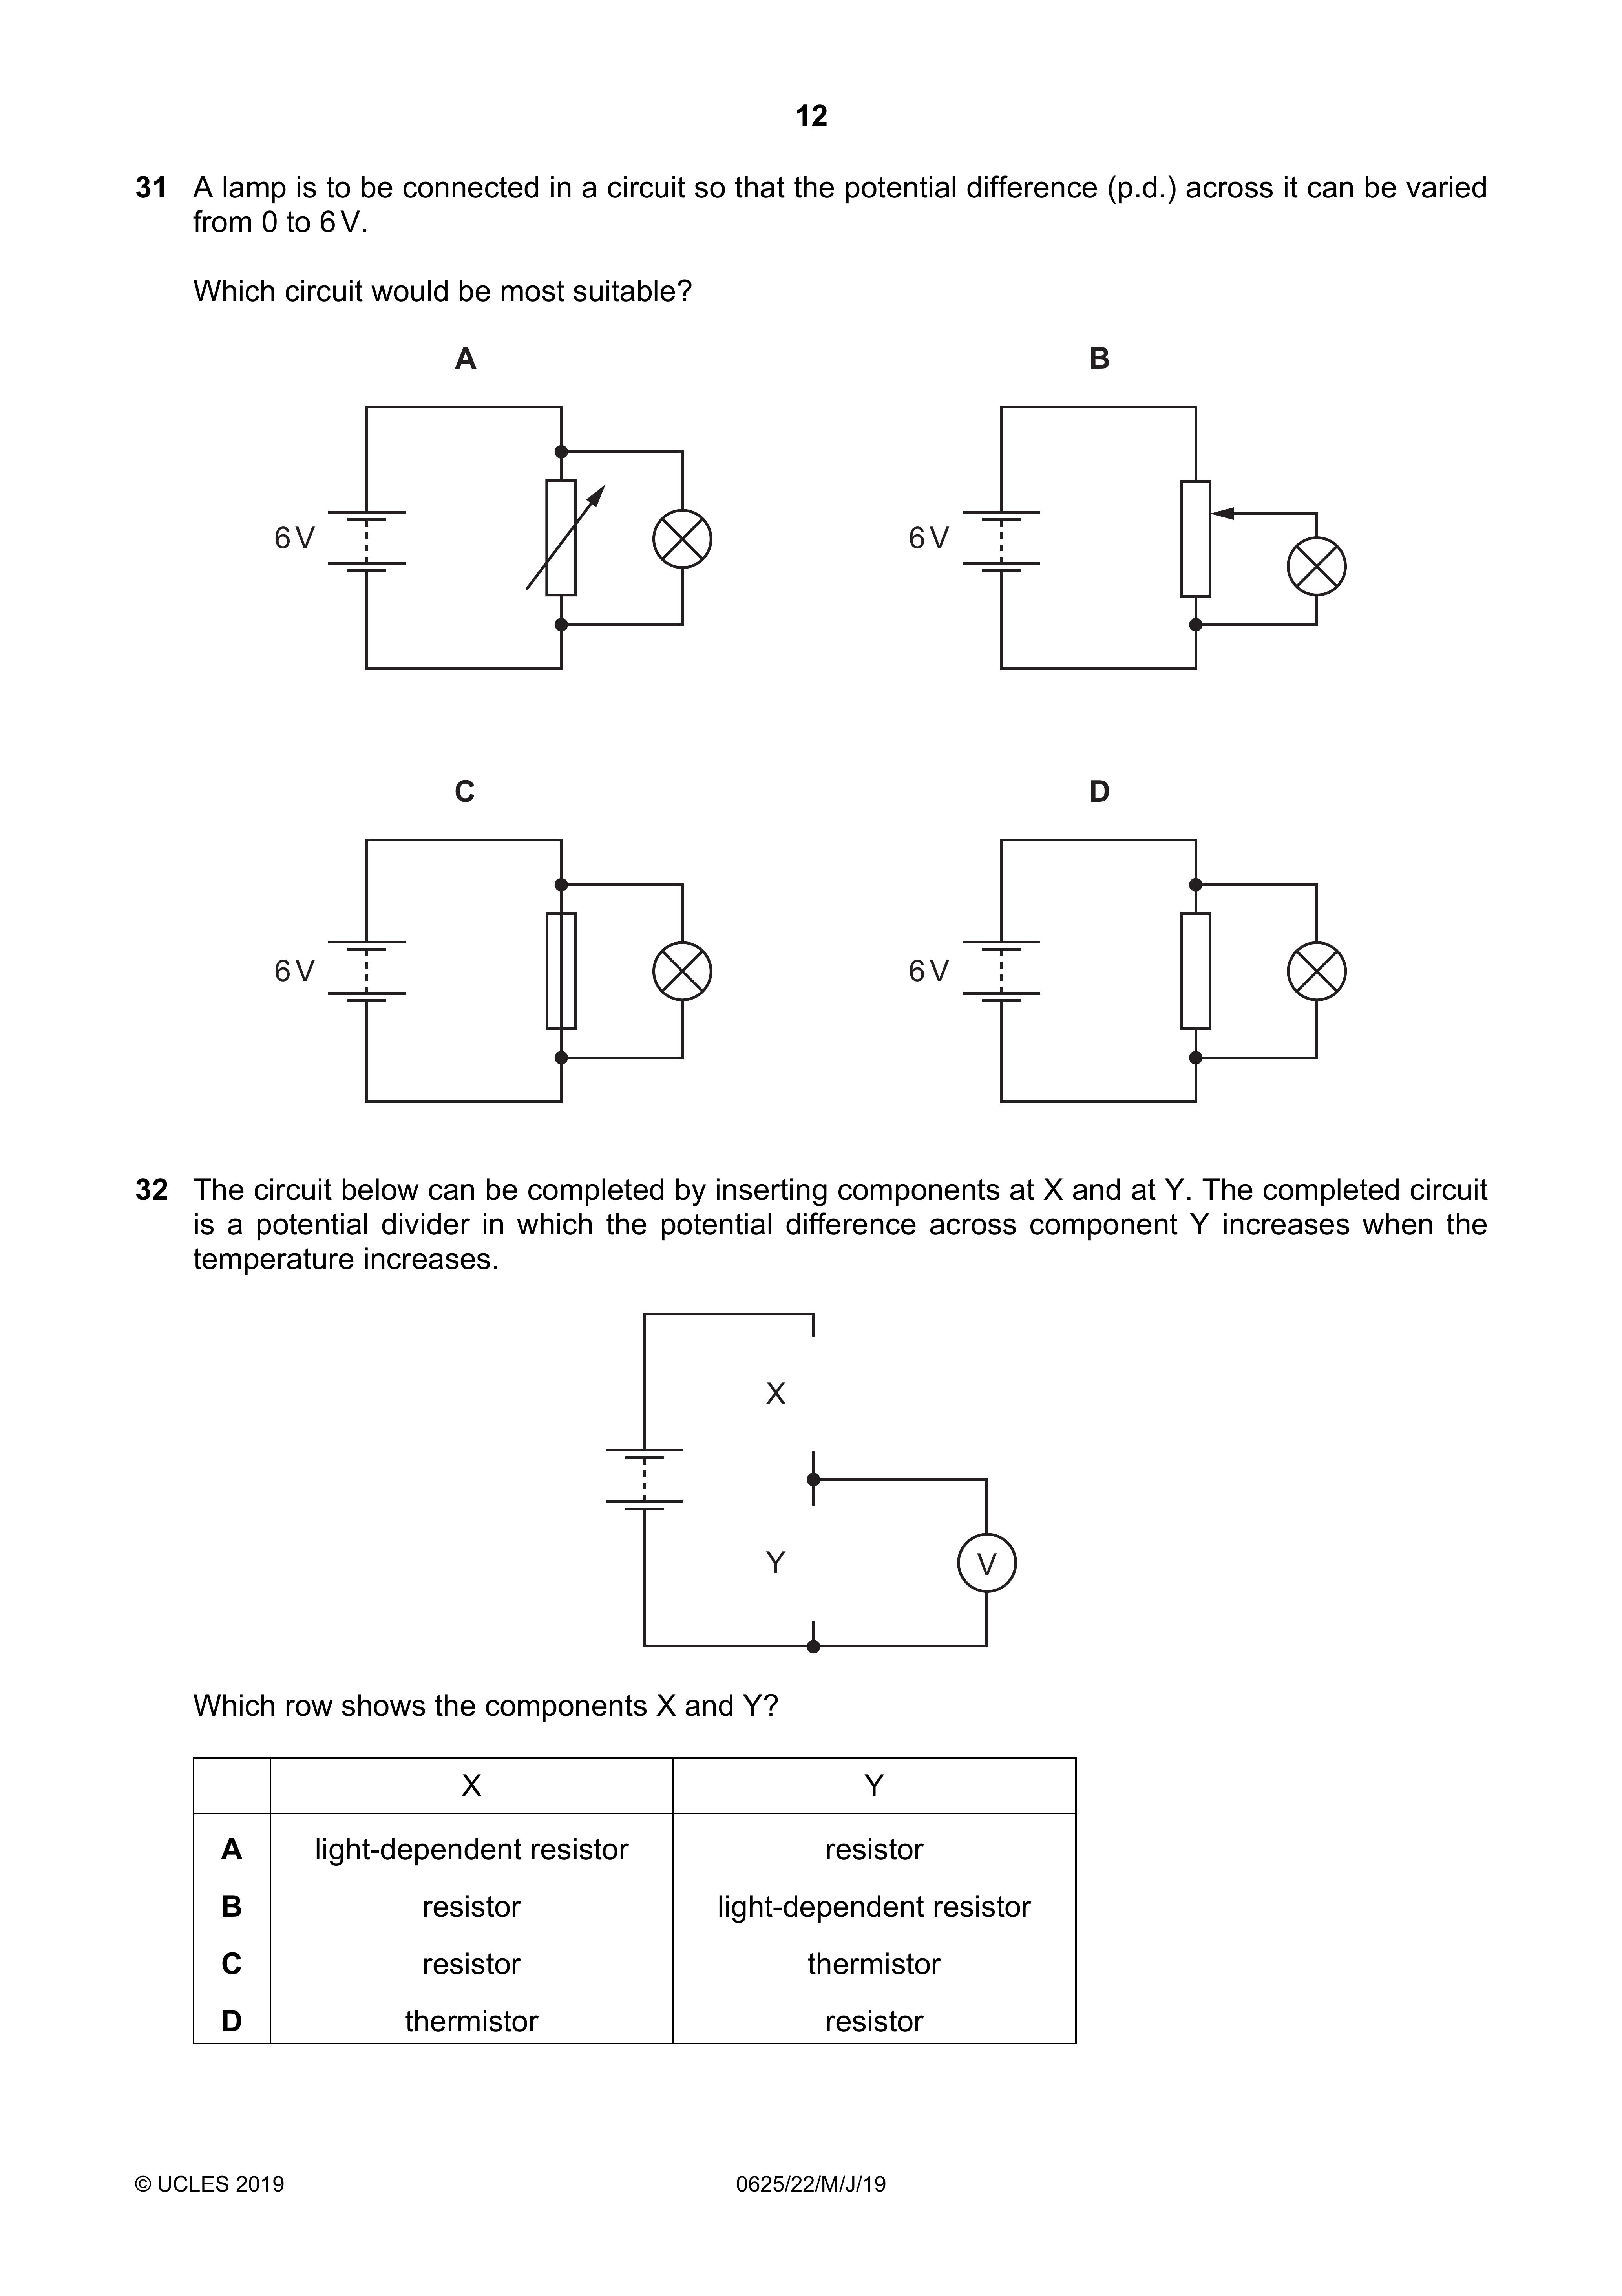 12
31 A lamp is to be connected in a circuit so that the potential difference (p.d.) across it can be varied
from 0 to 6 V.
Which circuit would be most suitable?
A
B
6 V
6 V
C
D
6 V
6 V
32 The circuit below can be completed by inserting components at X and at Y. The completed circuit
is a potential divider in which the potential difference across component Y increases when the
temperature increases.
X
Y
V
Which row shows the components X and Y?
X Y
A light-dependent resistor resistor
B resistor light-dependent resistor
C resistor thermistor
D thermistor resistor
© UCLES 2019 0625/22/M/J/19